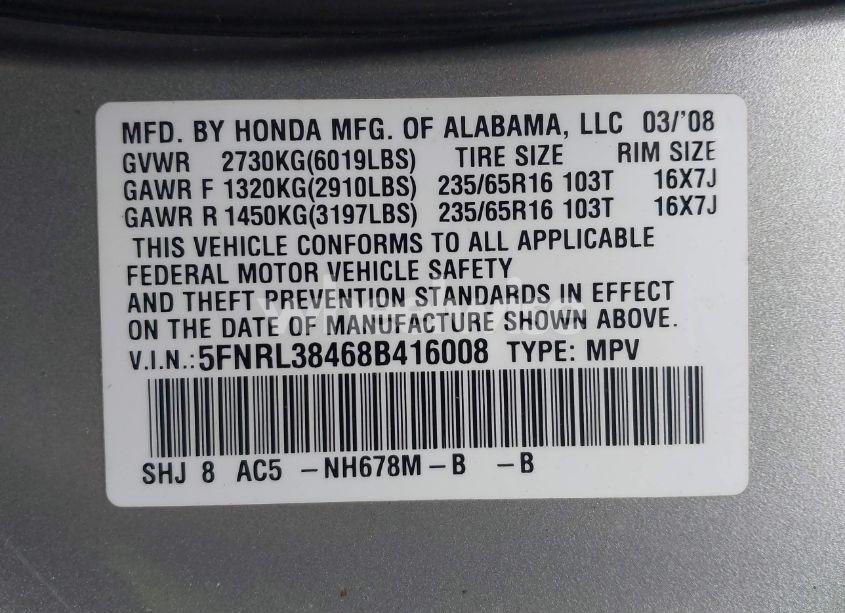 MFD. BY HONDA MFG. OF ALABAMA, LLC 03/'08
GVWR 2730KG(6019LBS) TIRE SIZE RIM SIZE
GAWR F 1320KG(2910LBS) 235/65R16 103T 16X7J
GAWR R 1450KG(3197LBS) 235/65R16 103T 16X7J
THIS VEHICLE CONFORMS TO ALL APPLICABLE
FEDERAL MOTOR VEHICLE SAFETY
AND THEFT PREVENTION STANDARDS IN EFFECT
ON THE DATE OF MANUFACTURE SHOWN ABOVE.
V.I.N.:5FNRL38468B416008 TYPE: MPV
SHJ 8 AC5 -NH678M-B -B